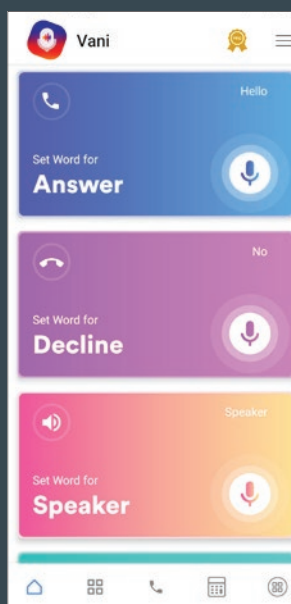 Vani
Hello
Set Word for
Answer
No
Set Word for
Decline
Speaker
Set Word for
Speaker